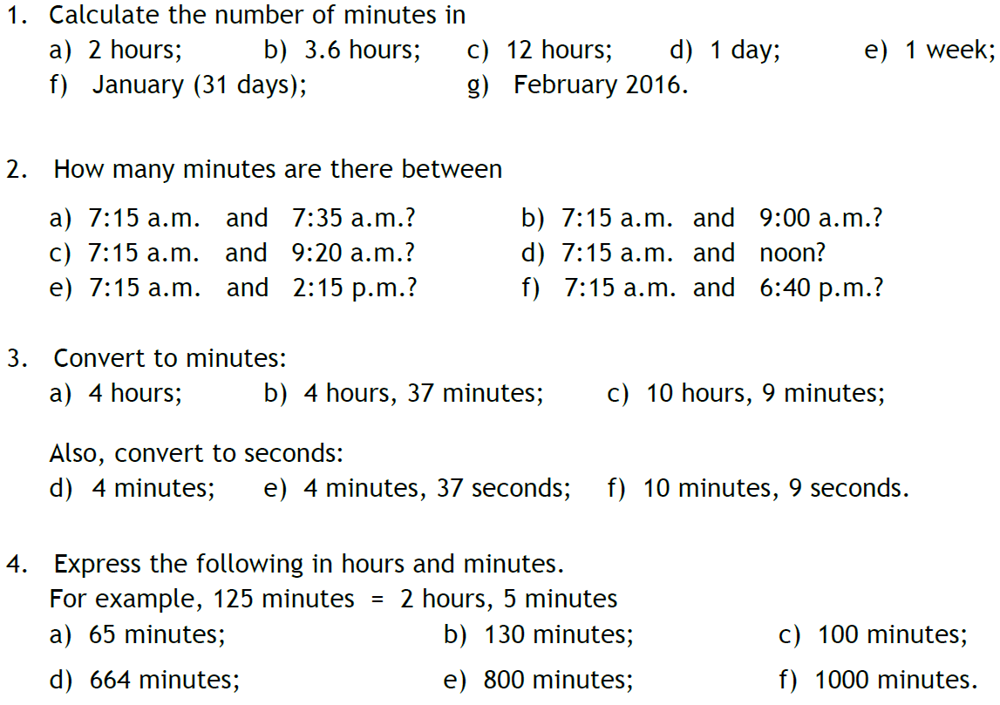 1. Calculate the number of minutes in
a) 2 hours; b) 3.6 hours; c) 12 hours; d) 1 day; e) 1 week;
f) January (31 days); g) February 2016.
2. How many minutes are there between
a) 7:15 a.m. and 7:35 a.m.? b) 7:15 a.m. and 9:00 a.m.?
c) 7:15 a.m. and 9:20 a.m.? d) 7:15 a.m. and noon?
e) 7:15 a.m. and 2:15 p.m.? f) 7:15 a.m. and 6:40 p.m.?
3. Convert to minutes:
a) 4 hours; b) 4 hours, 37 minutes; c) 10 hours, 9 minutes;
Also, convert to seconds:
d) 4 minutes; e) 4 minutes, 37 seconds; f) 10 minutes, 9 seconds.
4. Express the following in hours and minutes.
For example, 125 minutes = 2 hours, 5 minutes
a) 65 minutes; b) 130 minutes; c) 100 minutes;
d) 664 minutes; e) 800 minutes; f) 1000 minutes.